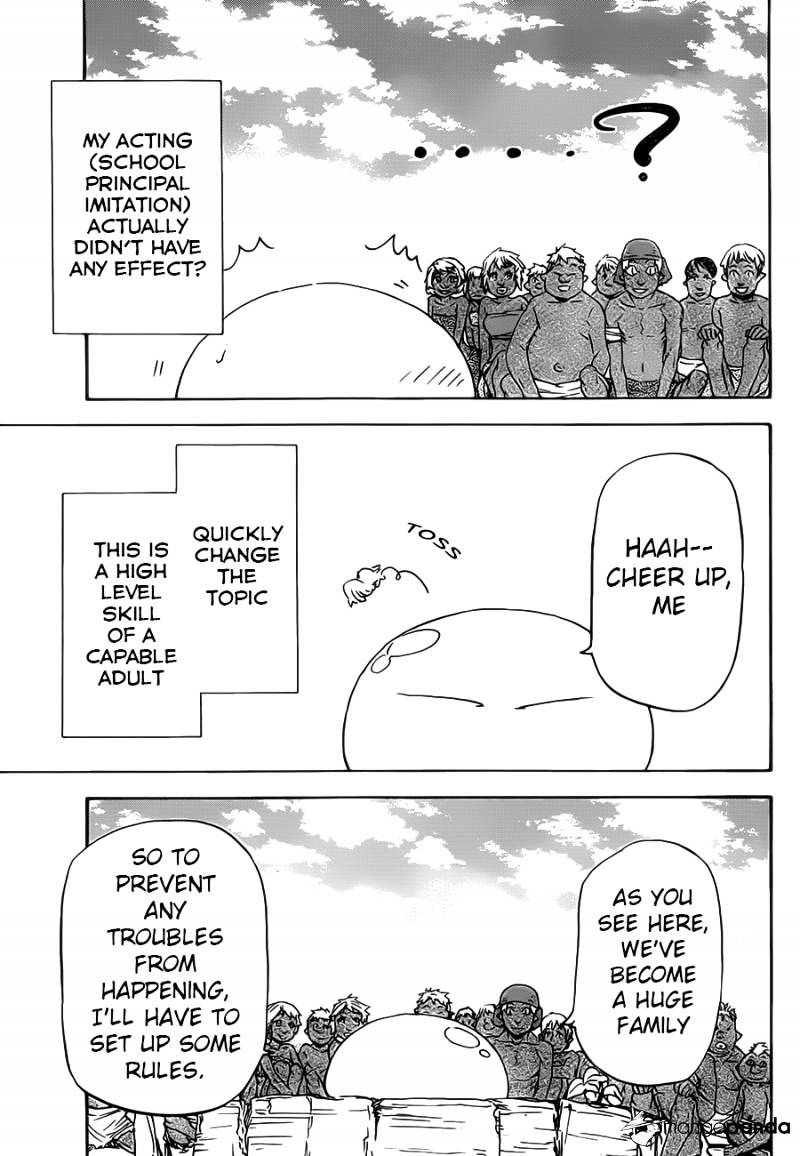 MY ACTING
(SCHOOL
PRINCIPAL
IMITATION)
ACTUALLY
DIDN'T HAVE
ANY EFFECT?
....?
HAAH--
CHEER UP,
ME
TOSS
QUICKLY
CHANGE
THE
TOPIC
THIS IS
A HIGH
LEVEL
SKILL
OF A
CAPABLE
ADULT
AS YOU
SEE HERE,
WE'VE
BECOME
A HUGE
FAMILY
SO TO
PREVENT
ANY
TROUBLES
FROM
HAPPENING,
I'LL HAVE TO
SET UP SOME
RULES.
mangapanda